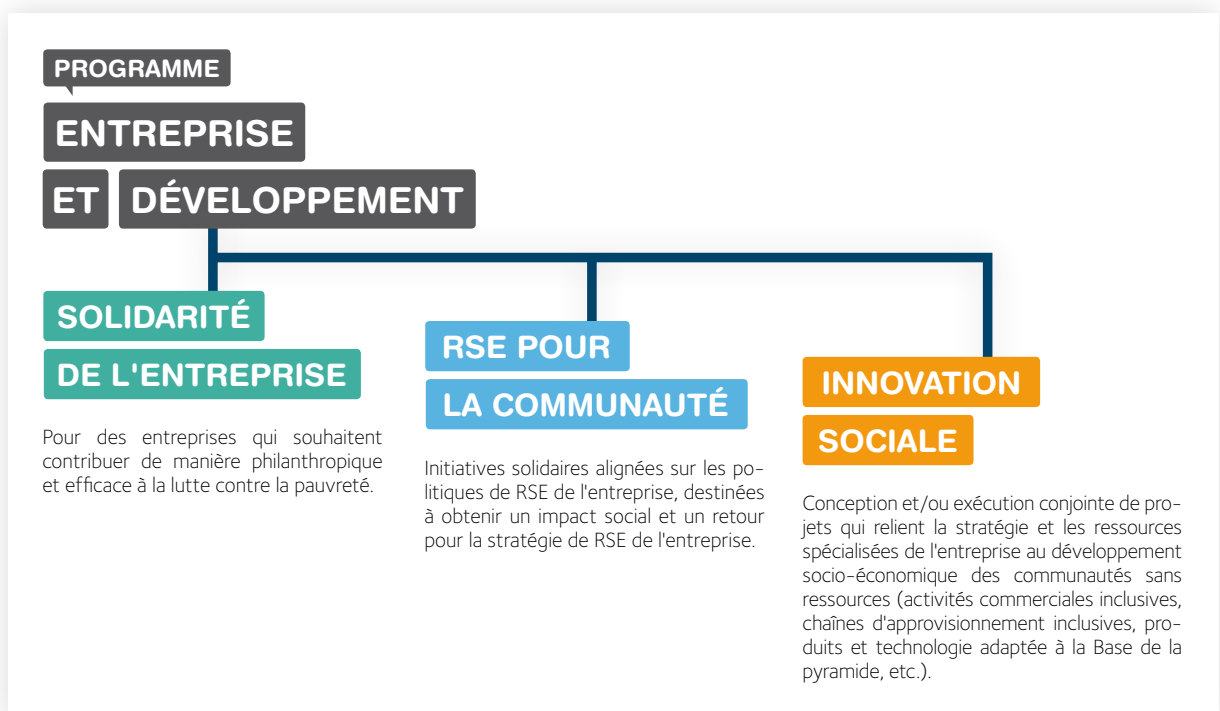 PROGRAMME
ENTREPRISE
ET DÉVELOPPEMENT
SOLIDARITÉ
DE L'ENTREPRISE
Pour des entreprises qui souhaitent
contribuer de manière philanthropique
et efficace à la lutte contre la pauvreté.
RSE POUR
LA COMMUNAUTÉ
Initiatives solidaires alignées sur les po-
litiques de RSE de l'entreprise, destinées
à obtenir un impact social et un retour
pour la stratégie de RSE de l'entreprise.
INNOVATION
SOCIALE
Conception et/ou exécution conjointe de pro-
jets qui relient la stratégie et les ressources
spécialisées de l'entreprise au développement
socio-économique des communautés sans
ressources (activités commerciales inclusives,
chaînes d'approvisionnement inclusives, pro-
duits et technologie adaptée à la Base de la
pyramide, etc.).